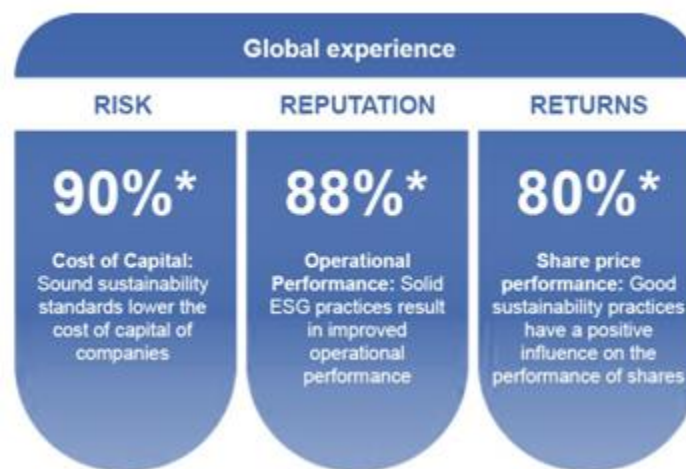 Global experience
RISK
REPUTATION
RETURNS
90%*
Cost of Capital:
Sound sustainability
standards lower the
cost of capital of
companies
88%*
Operational
Performance: Solid
ESG practices result
in improved
operational
performance
80%*
Share price
performance: Good
sustainability practices
have a positive
influence on the
performance of shares